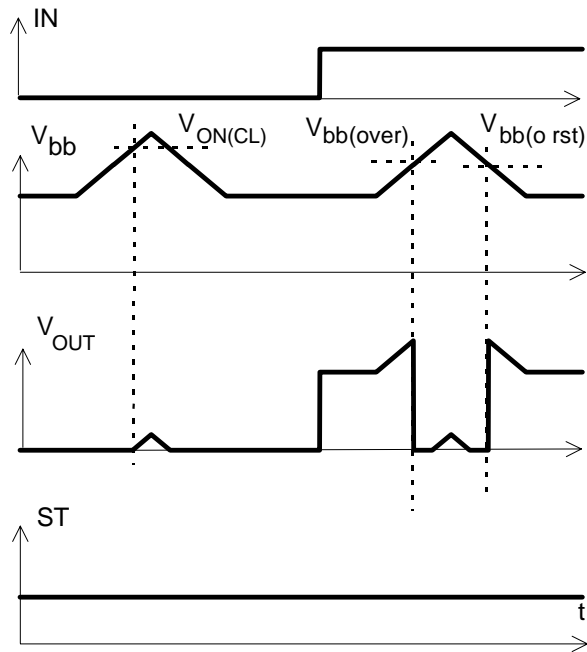 IN
Vbb
VON(CL)
Vbb(over)
Vbb(o rst)
VOUT
ST
t